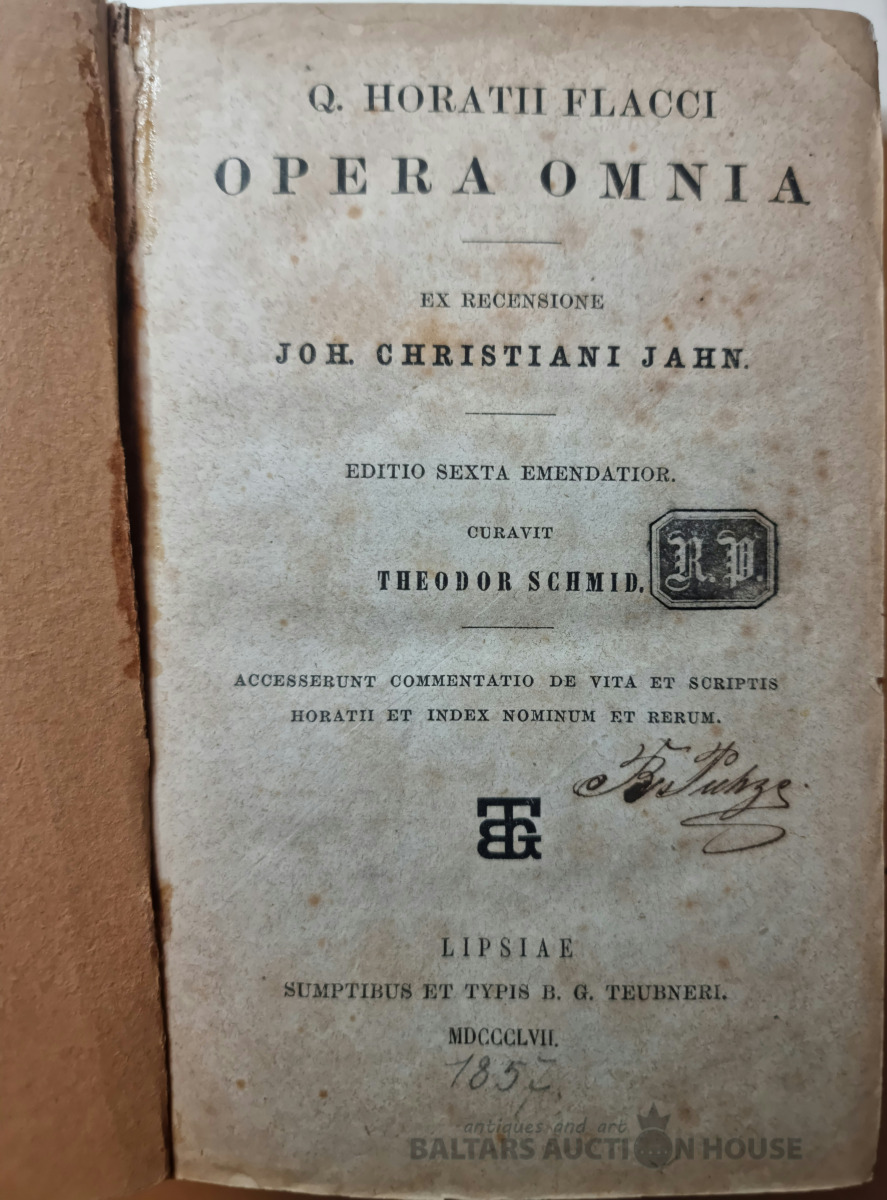 Q. HORATII FLACCI
OPERA OMNIA
EX RECENSIONE
JOH. CHRISTIANI JAHN.
EDITIO SEXTA EMENDATIOR.
CURAVIT
THEODOR SCHMID.
R. P.
ACCESSERUNT COMMENTATIO DE VITA ET SCRIPTIS
HORATII ET INDEX NOMINUM ET RERUM.
BTG
LIPSIAE
SUMPTIBUS ET TYPIS B. G. TEUBNERI.
MDCCCLVII.
1857
antiques and art
BALTARS AUCTION HOUSE